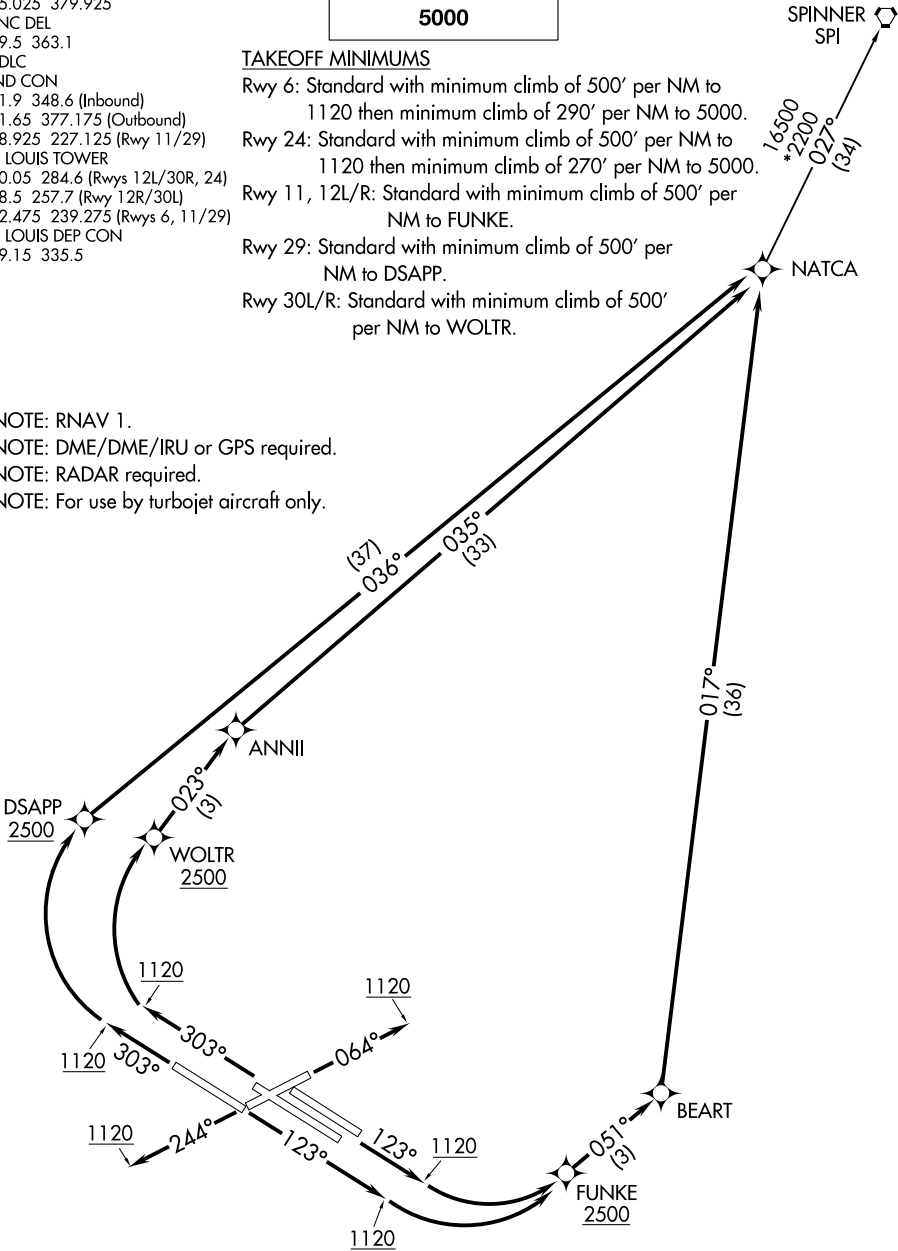 5.025 379.925
NC DEL
9.5 363.1
DLC
ND CON
1.9 348.6 (Inbound)
1.65 377.175 (Outbound)
8.925 227.125 (Rwy 11/29)
LOUIS TOWER
0.05 284.6 (Rwys 12L/30R, 24)
8.5 257.7 (Rwy 12R/30L)
2.475 239.275 (Rwys 6, 11/29)
LOUIS DEP CON
9.15 335.5
5000
TAKEOFF MINIMUMS
Rwy 6: Standard with minimum climb of 500' per NM to
1120 then minimum climb of 290' per NM to 5000.
Rwy 24: Standard with minimum climb of 500' per NM to
1120 then minimum climb of 270' per NM to 5000.
Rwy 11, 12L/R: Standard with minimum climb of 500' per
NM to FUNKE.
Rwy 29: Standard with minimum climb of 500' per
NM to DSAPP.
Rwy 30L/R: Standard with minimum climb of 500'
per NM to WOLTR.
SPINNER
SPI
16500
*2200
027°
(34)
NATCA
NOTE: RNAV 1.
NOTE: DME/DME/IRU or GPS required.
NOTE: RADAR required.
NOTE: For use by turbojet aircraft only.
(37)
036°
035°
(33)
017°
(36)
ANNII
023°
(3)
DSAPP
2500
WOLTR
2500
1120
303°
1120
303°
1120
064°
1120
244°
123°
1120
123°
1120
BEART
051°
(3)
FUNKE
2500